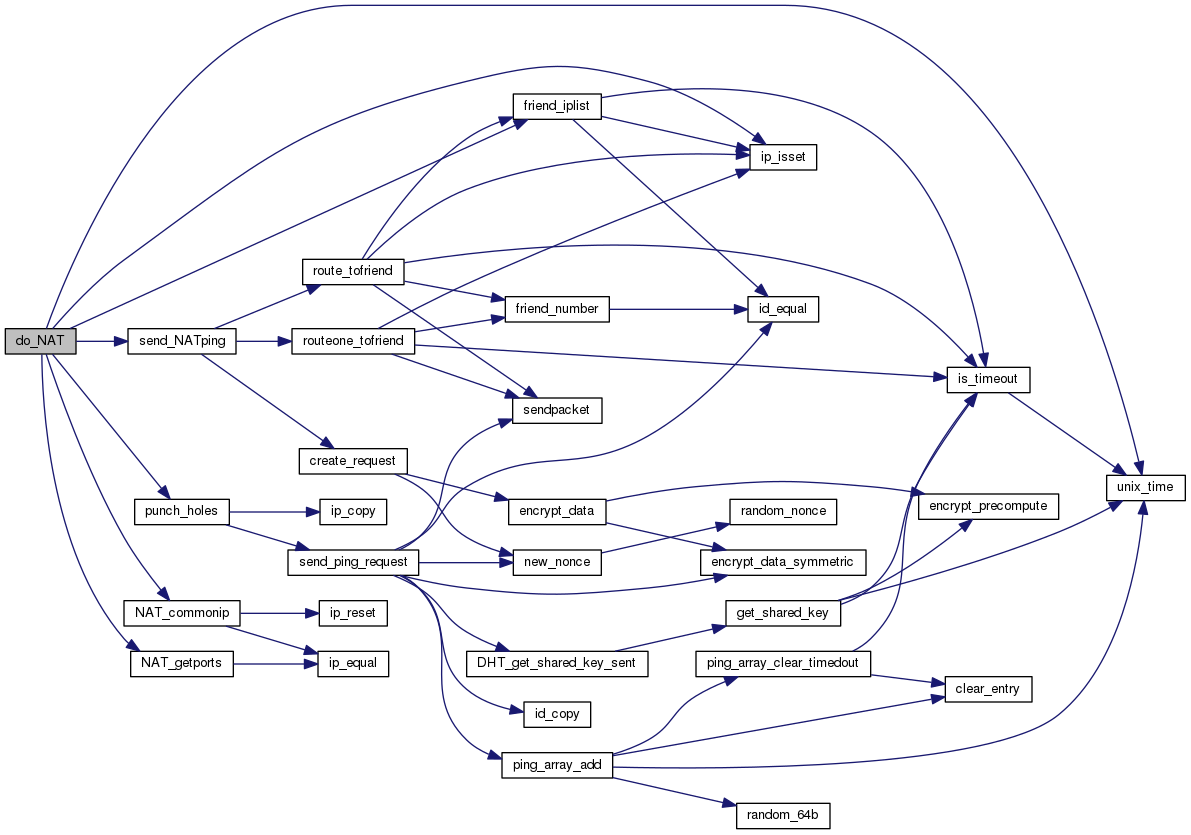 friend_iplist
ip_isset
route_tofriend
friend_number
id_equal
do_NAT
send_NATping
routeone_tofriend
is_timeout
sendpacket
create_request
unix_time
punch_holes
ip_copy
encrypt_data
random_nonce
encrypt_precompute
send_ping_request
new_nonce
encrypt_data_symmetric
NAT_commonip
ip_reset
get_shared_key
NAT_getports
ip_equal
DHT_get_shared_key_sent
ping_array_clear_timedout
clear_entry
id_copy
ping_array_add
random_64b